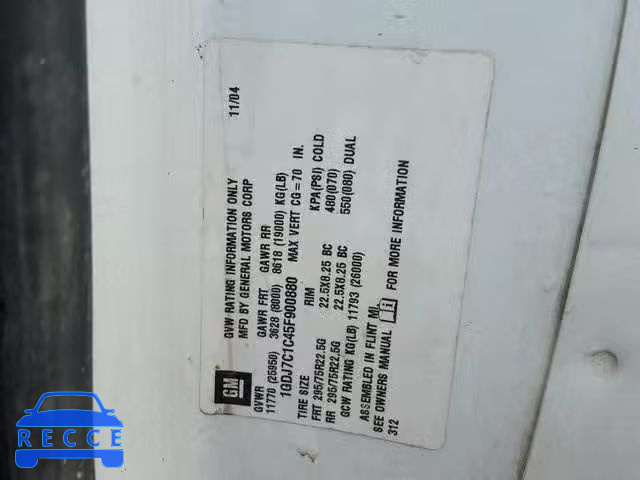 GM
GVW RATING INFORMATION ONLY
MFD BY GENERAL MOTORS CORP
11/04
GVWR GAWR FRT GAWR RR
11770 (25950) 3628 (8000) 8618 (19000) KG(LB)
1GDJ7C1C45F900880 MAX VERT CG=70 IN.
TIRE SIZE RIM KPA(PSI) COLD
FRT 295/75R22.5G 22.5X8.25 BC 480(070)
RR 295/75R22.5G 22.5X8.25 BC 550(080) DUAL
GCW RATING KG(LB) 11793 (26000)
ASSEMBLED IN FLINT MI.
SEE OWNERS MANUAL FOR MORE INFORMATION
312
RECCE